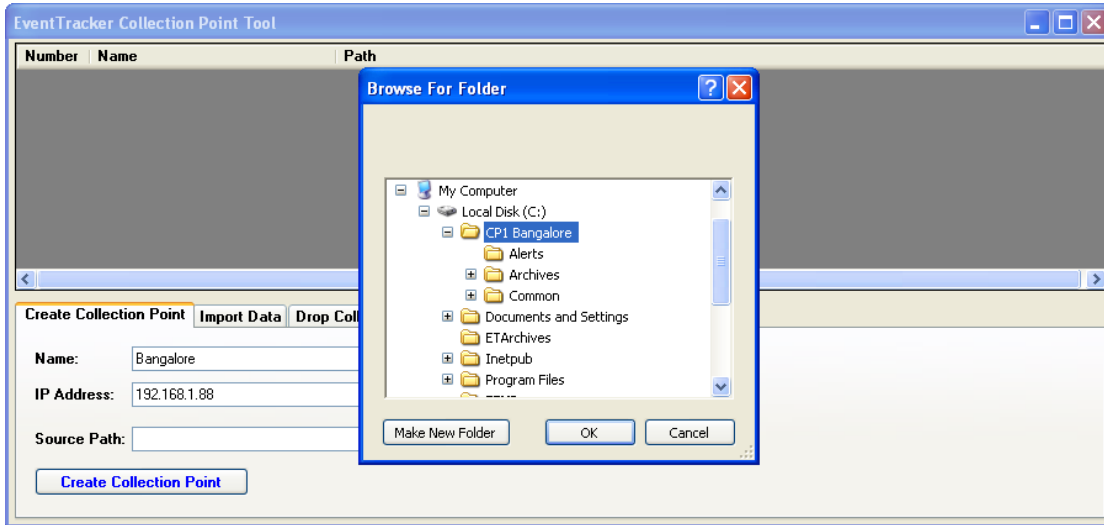 EventTracker Collection Point Tool
Number Name Path
Browse For Folder
My Computer
Local Disk (C:)
CP1 Bangalore
Alerts
Archives
Common
Documents and Settings
ETArchives
Inetpub
Program Files
Make New Folder OK Cancel
Create Collection Point Import Data Drop Coll
Name: Bangalore
IP Address: 192.168.1.88
Source Path:
Create Collection Point